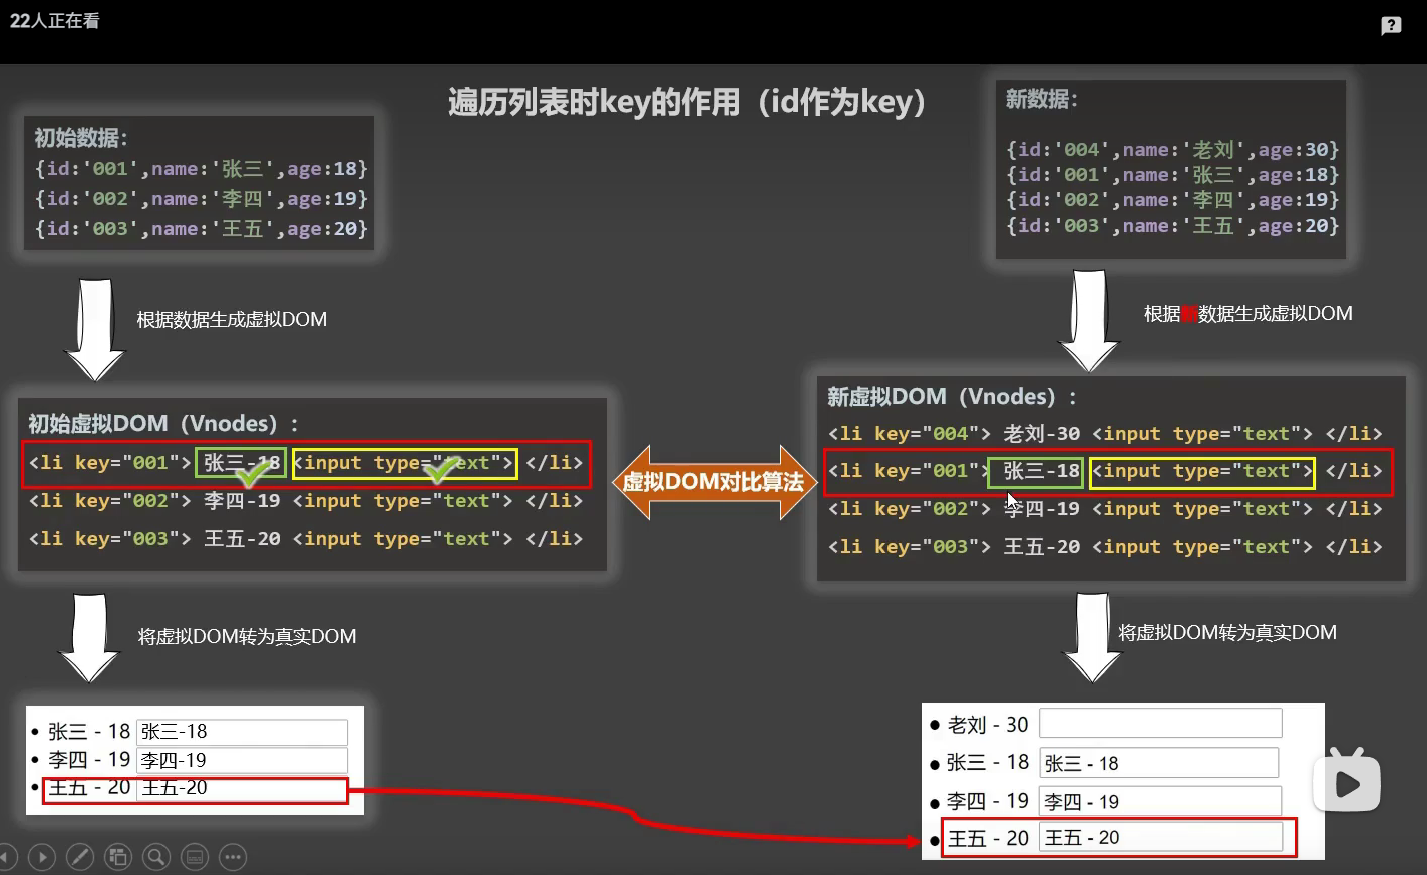 22人正在看
遍历列表时key的作用（id作为key）
初始数据：
{id:'001',name:'张三',age:18}
{id:'002',name:'李四',age:19}
{id:'003',name:'王五',age:20}
新数据：
{id:'004',name:'老刘',age:30}
{id:'001',name:'张三',age:18}
{id:'002',name:'李四',age:19}
{id:'003',name:'王五',age:20}
根据数据生成虚拟DOM
根据新数据生成虚拟DOM
初始虚拟DOM（Vnodes）：
<li key="001"> 张三-18 <input type="text"> </li>
<li key="002"> 李四-19 <input type="text"> </li>
<li key="003"> 王五-20 <input type="text"> </li>
虚拟DOM对比算法
新虚拟DOM（Vnodes）：
<li key="004"> 老刘-30 <input type="text"> </li>
<li key="001"> 张三-18 <input type="text"> </li>
<li key="002"> 李四-19 <input type="text"> </li>
<li key="003"> 王五-20 <input type="text"> </li>
将虚拟DOM转为真实DOM
将虚拟DOM转为真实DOM
张三 - 18 张三-18
李四 - 19 李四-19
王五 - 20 王五-20
老刘 - 30
张三 - 18 张三 - 18
李四 - 19 李四 - 19
王五 - 20 王五 - 20